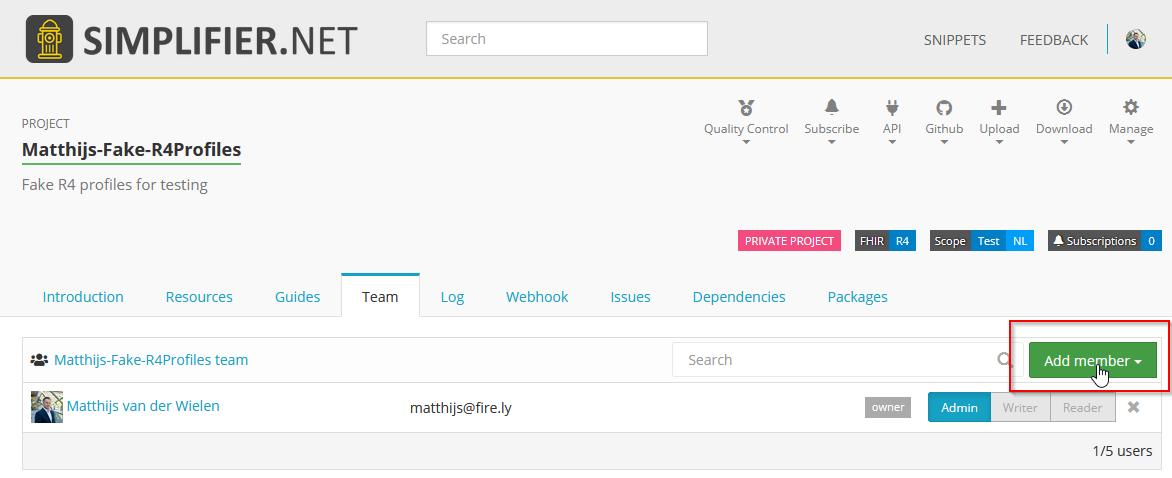 SIMPLIFIER.NET
Search
SNIPPETS
FEEDBACK
PROJECT
Matthijs-Fake-R4Profiles
Fake R4 profiles for testing
Quality Control
Subscribe
API
Github
Upload
Download
Manage
PRIVATE PROJECT
FHIR R4
Scope Test NL
Subscriptions 0
Introduction
Resources
Guides
Team
Log
Webhook
Issues
Dependencies
Packages
Matthijs-Fake-R4Profiles team
Search
Add member
Matthijs van der Wielen
matthijs@fire.ly
owner
Admin
Writer
Reader
1/5 users